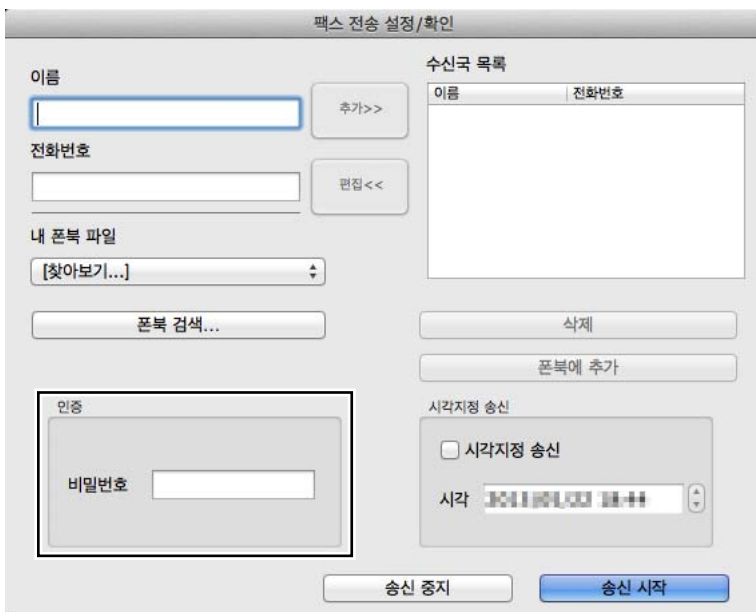 팩스 전송 설정/확인
이름
추가>>
전화번호
편집<<
내 폰북 파일
[찾아보기...]
폰북 검색...
수신국 목록
이름 전화번호
삭제
폰북에 추가
인증
비밀번호
시각지정 송신
시각지정 송신
시각
송신 중지
송신 시작